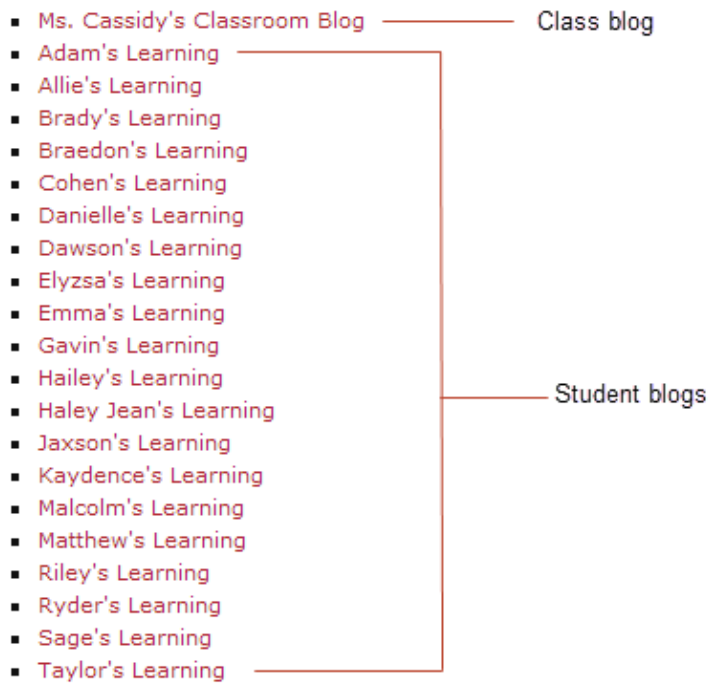 Ms. Cassidy's Classroom Blog Class blog
Adam's Learning
Allie's Learning
Brady's Learning
Braedon's Learning
Cohen's Learning
Danielle's Learning
Dawson's Learning
Elyzsa's Learning
Emma's Learning
Gavin's Learning
Hailey's Learning
Student blogs
Haley Jean's Learning
Jaxson's Learning
Kaydence's Learning
Malcolm's Learning
Matthew's Learning
Riley's Learning
Ryder's Learning
Sage's Learning
Taylor's Learning